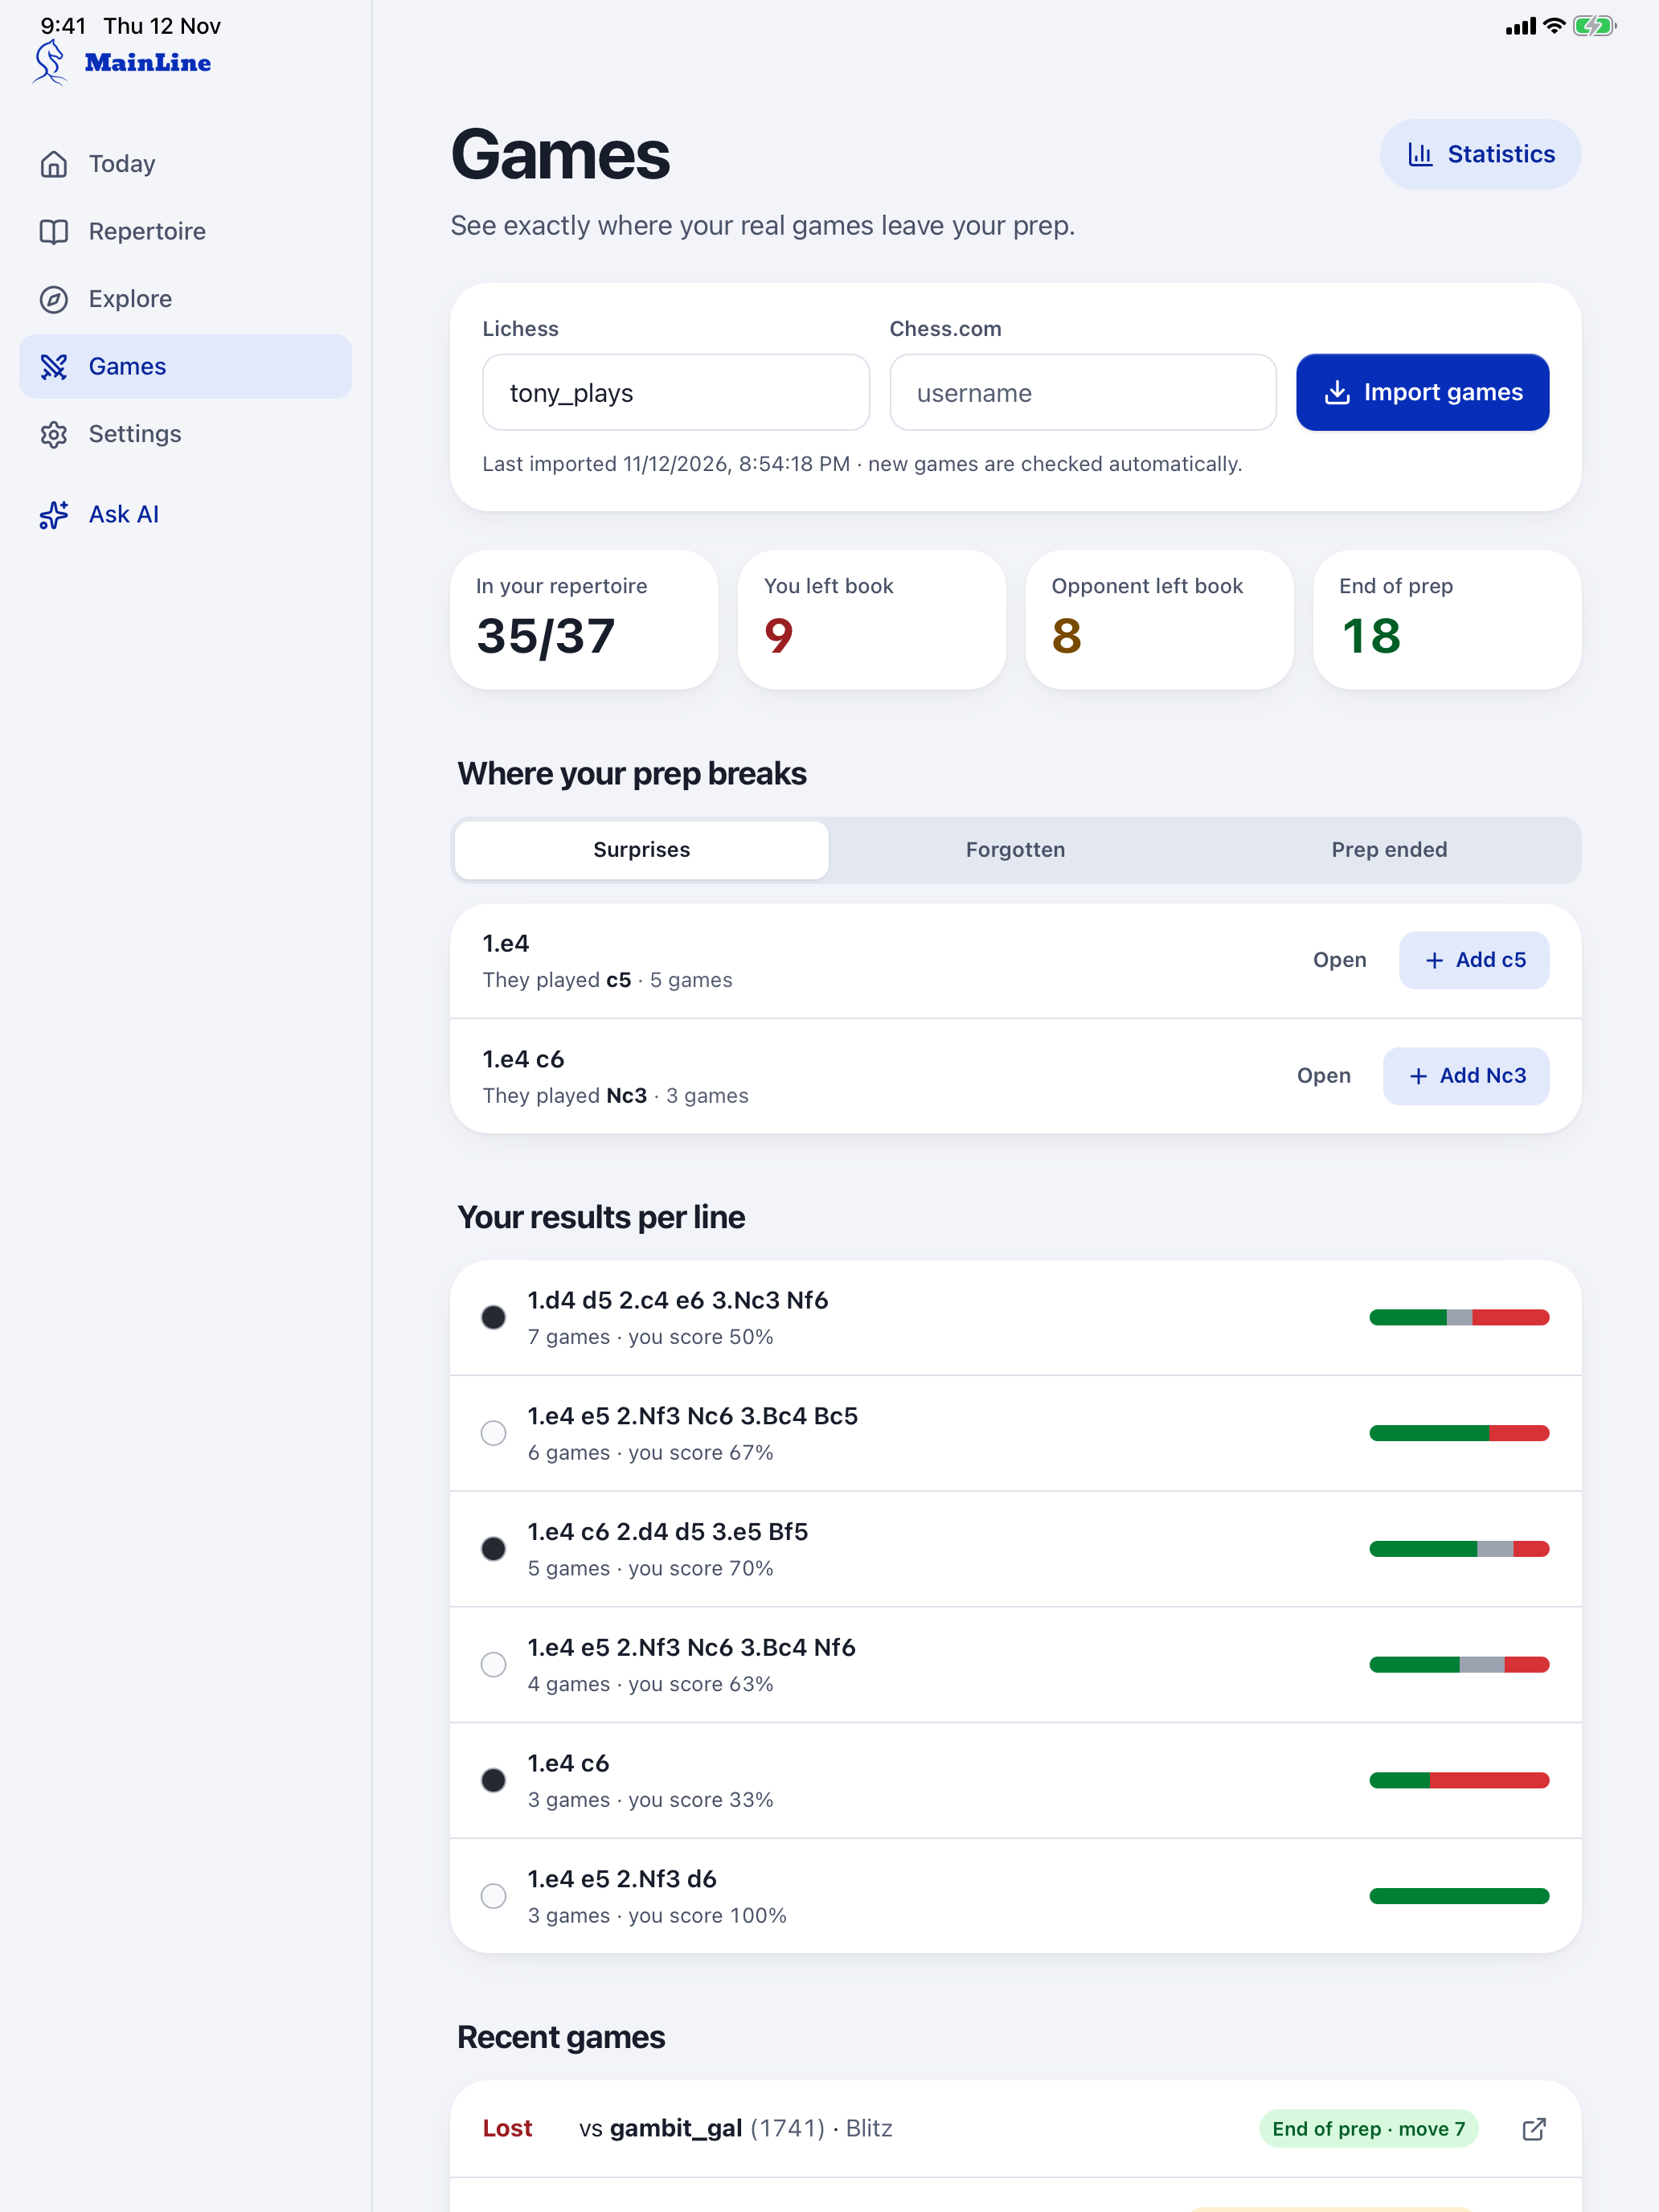 9:41 Thu 12 Nov
MainLine
Today
Repertoire
Explore
Games
Settings
Ask AI
Games
Statistics
See exactly where your real games leave your prep.
Lichess
Chess.com
tony_plays
username
Import games
Last imported 11/12/2026, 8:54:18 PM · new games are checked automatically.
In your repertoire
35/37
You left book
9
Opponent left book
8
End of prep
18
Where your prep breaks
Surprises
Forgotten
Prep ended
1.e4
They played c5 · 5 games
Open
+ Add c5
1.e4 c6
They played Nc3 · 3 games
Open
+ Add Nc3
Your results per line
1.d4 d5 2.c4 e6 3.Nc3 Nf6
7 games · you score 50%
1.e4 e5 2.Nf3 Nc6 3.Bc4 Bc5
6 games · you score 67%
1.e4 c6 2.d4 d5 3.e5 Bf5
5 games · you score 70%
1.e4 e5 2.Nf3 Nc6 3.Bc4 Nf6
4 games · you score 63%
1.e4 c6
3 games · you score 33%
1.e4 e5 2.Nf3 d6
3 games · you score 100%
Recent games
Lost vs gambit_gal (1741) · Blitz
End of prep · move 7